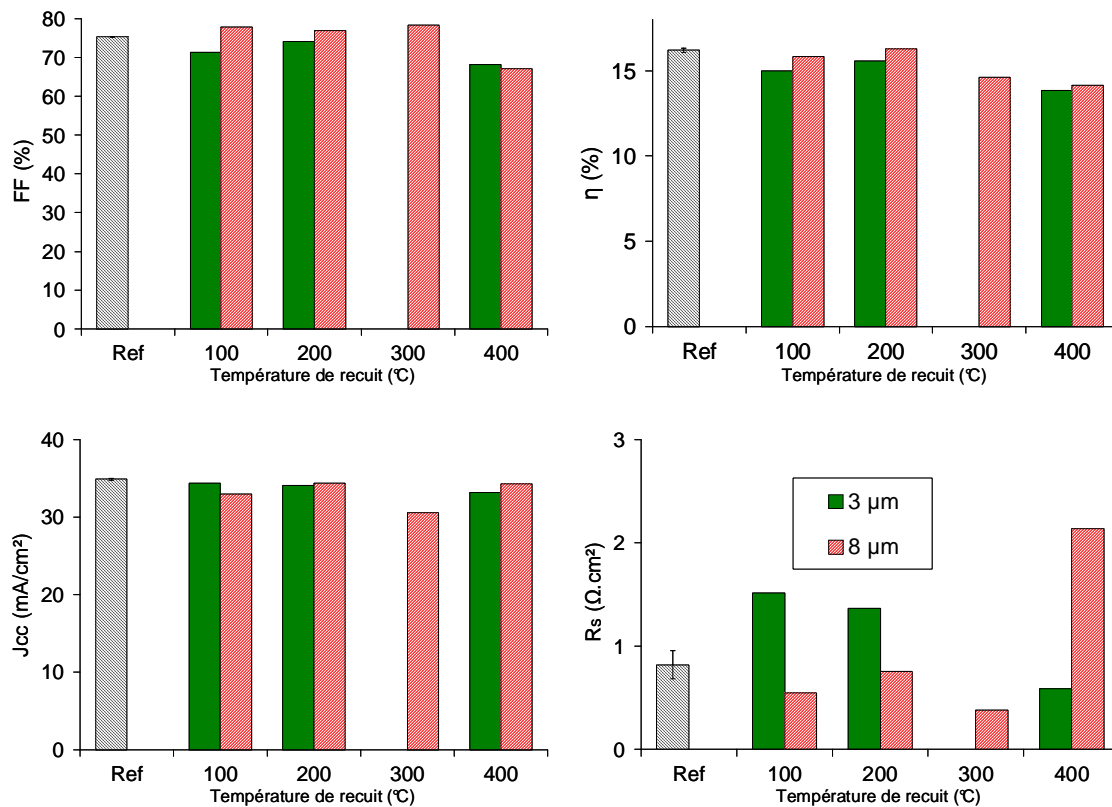 80
70
60
50
40
30
20
10
0
FF (%)
Ref 100 200 300 400
Température de recuit (°C)
15
10
5
0
η (%)
Ref 100 200 300 400
Température de recuit (°C)
40
30
20
10
0
Jcc (mA/cm²)
Ref 100 200 300 400
Température de recuit (°C)
3
2
1
0
Rs (Ω.cm²)
3 µm
8 µm
Ref 100 200 300 400
Température de recuit (°C)